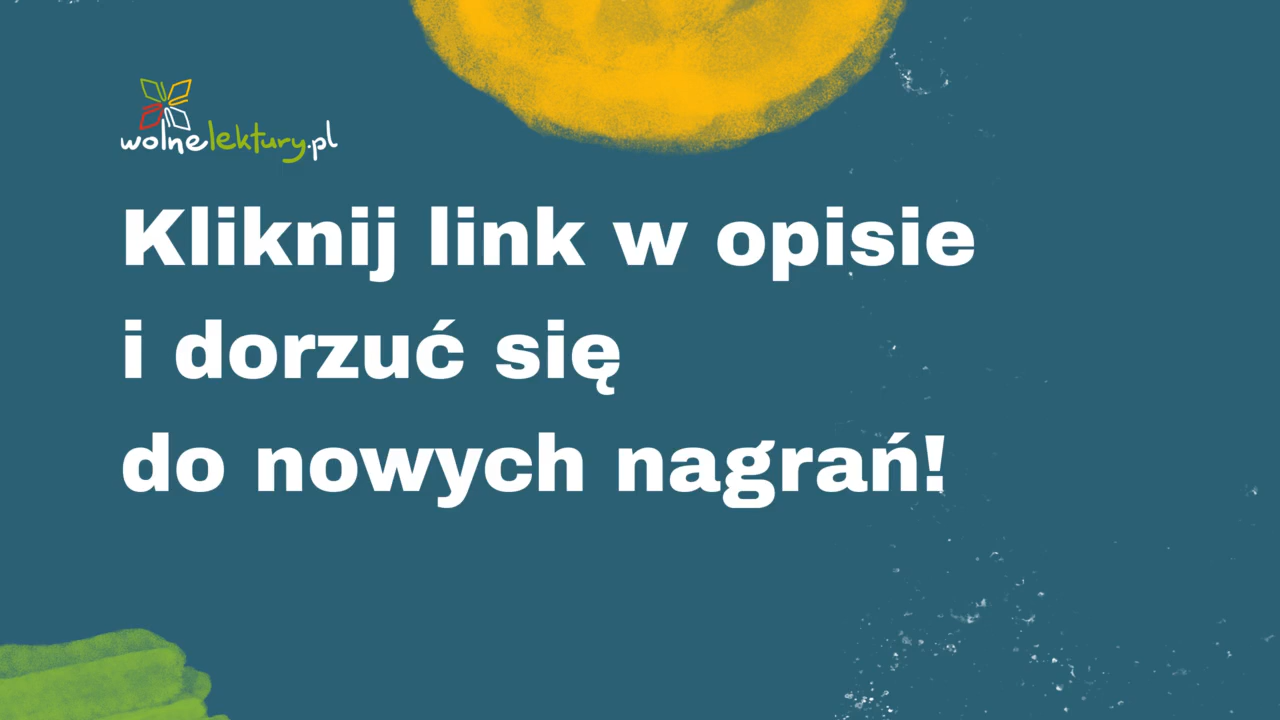 wolnelektury.pl
Kliknij link w opisie
i dorzuć się
do nowych nagrań!